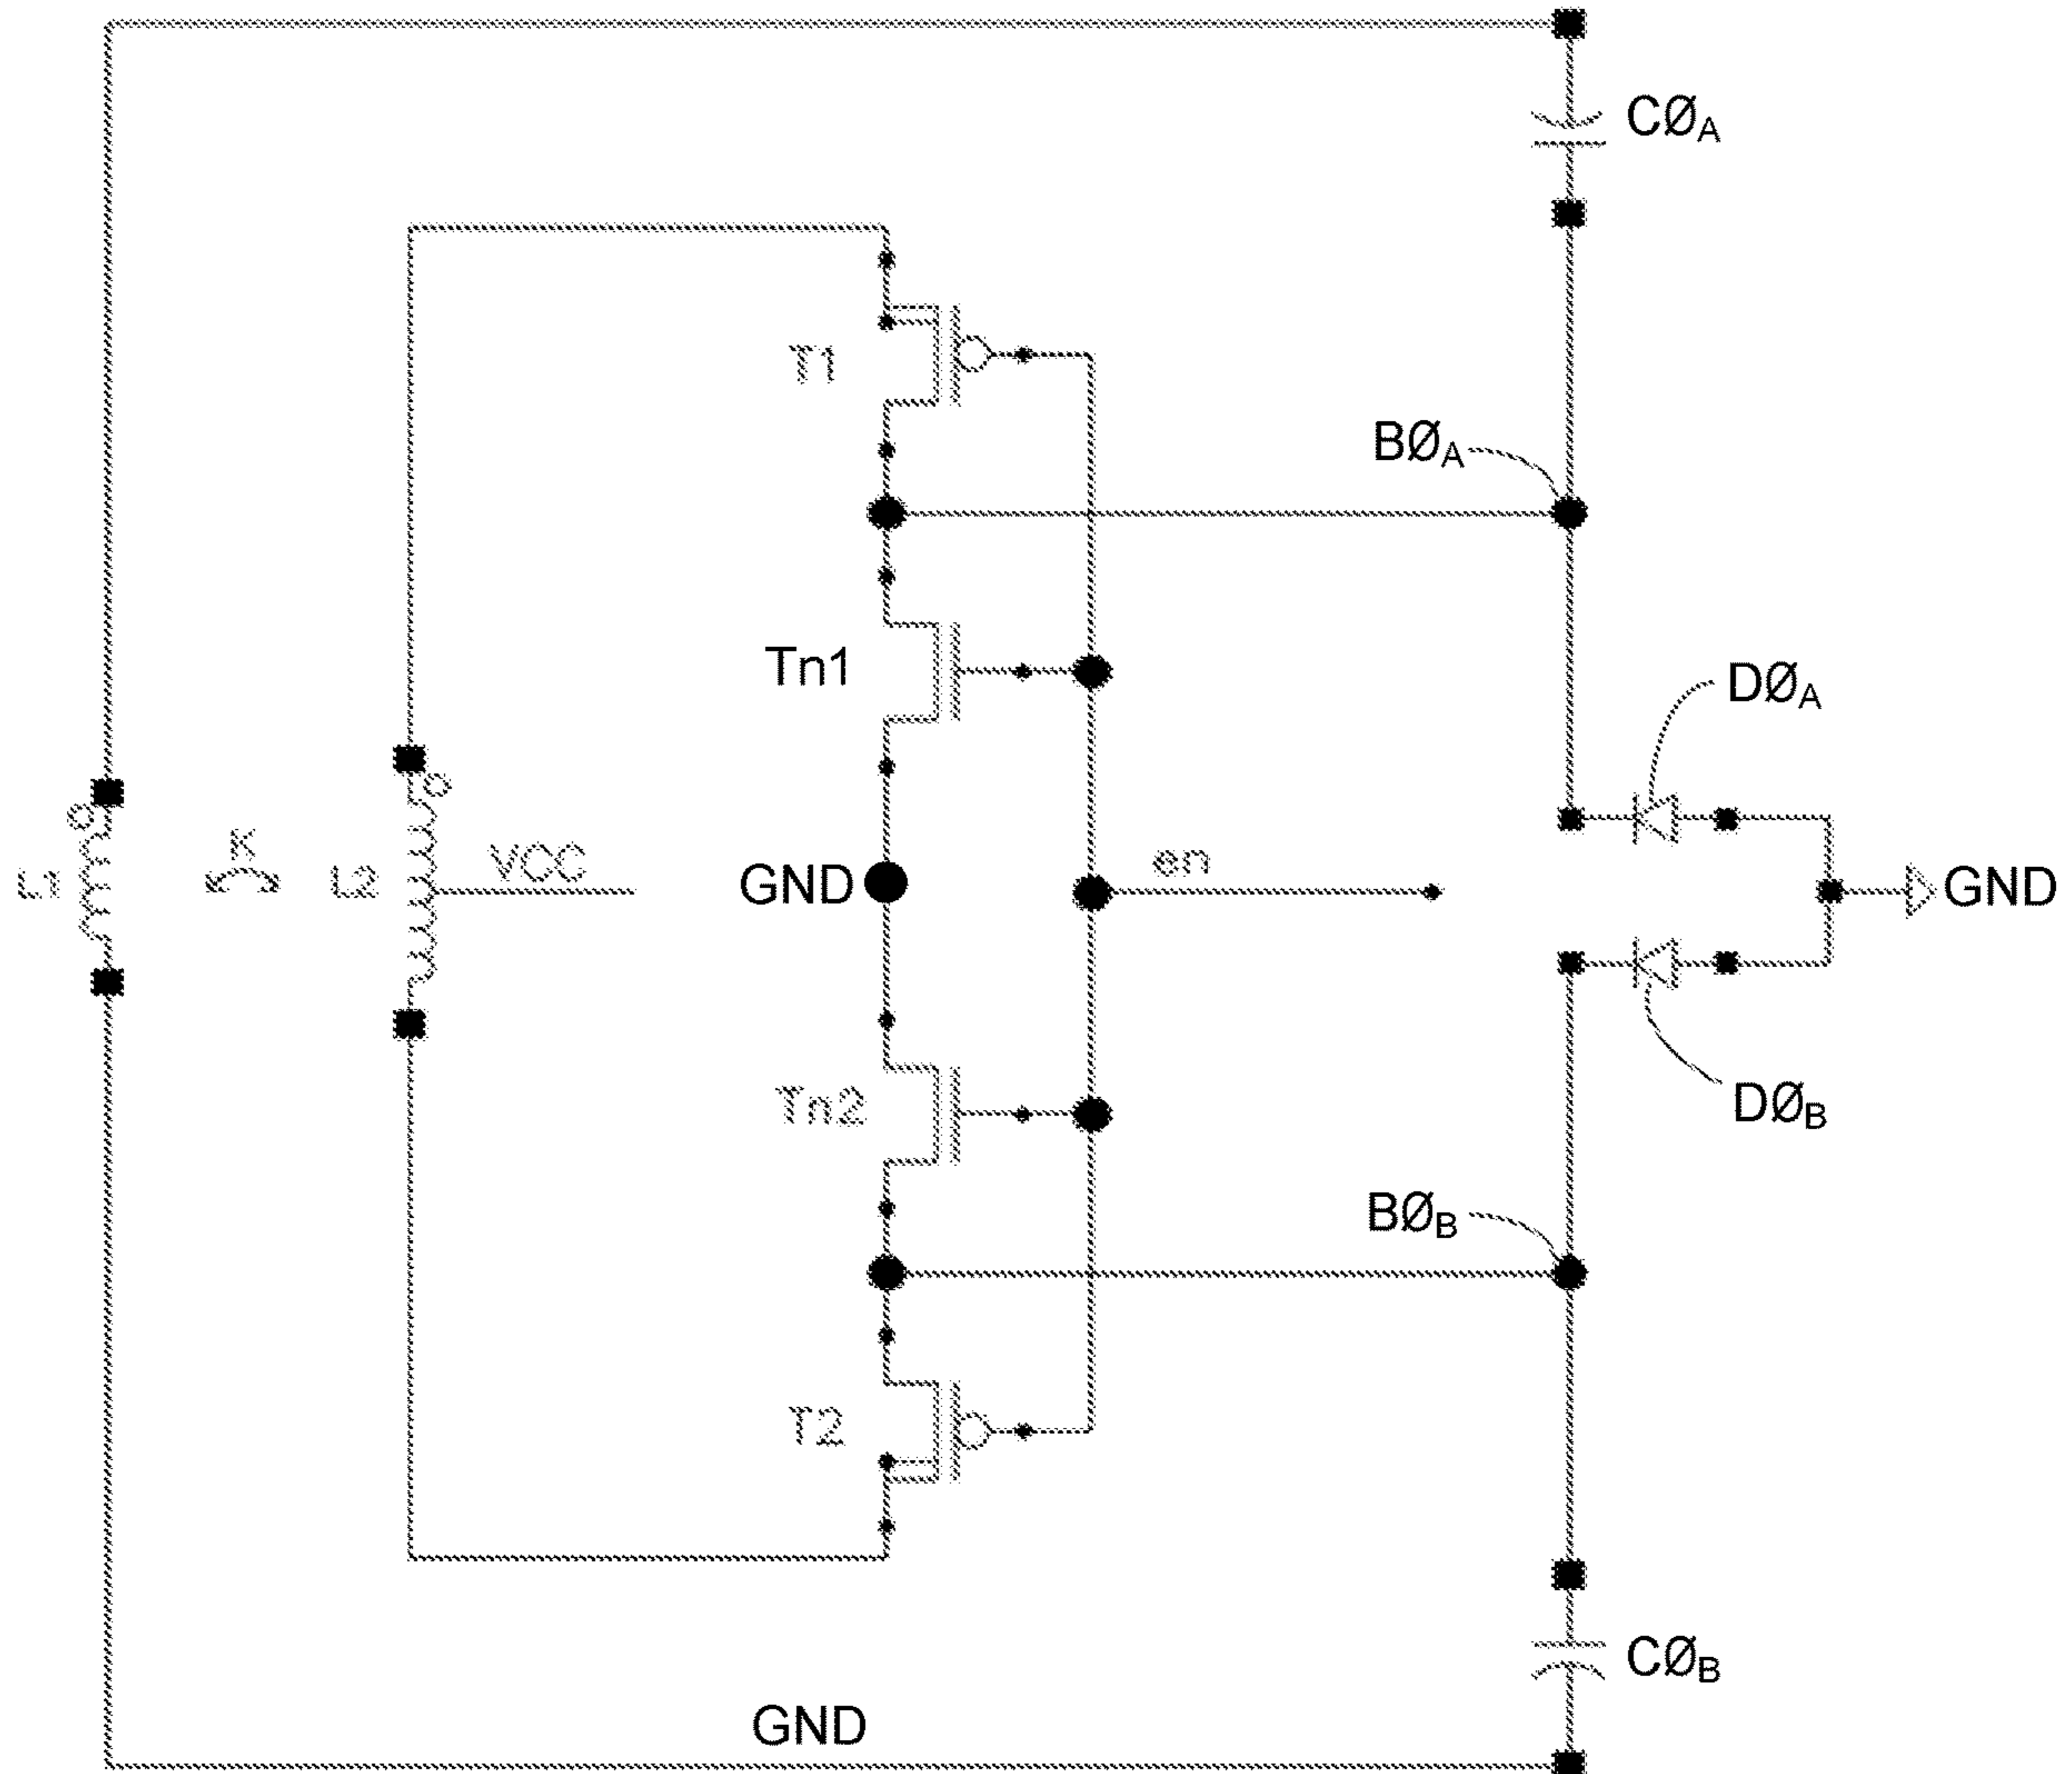 CØA
T1
BØA
Tn1
DØA
L1
K
L2
VCC
GND
en
GND
Tn2
DØB
BØB
T2
CØB
GND